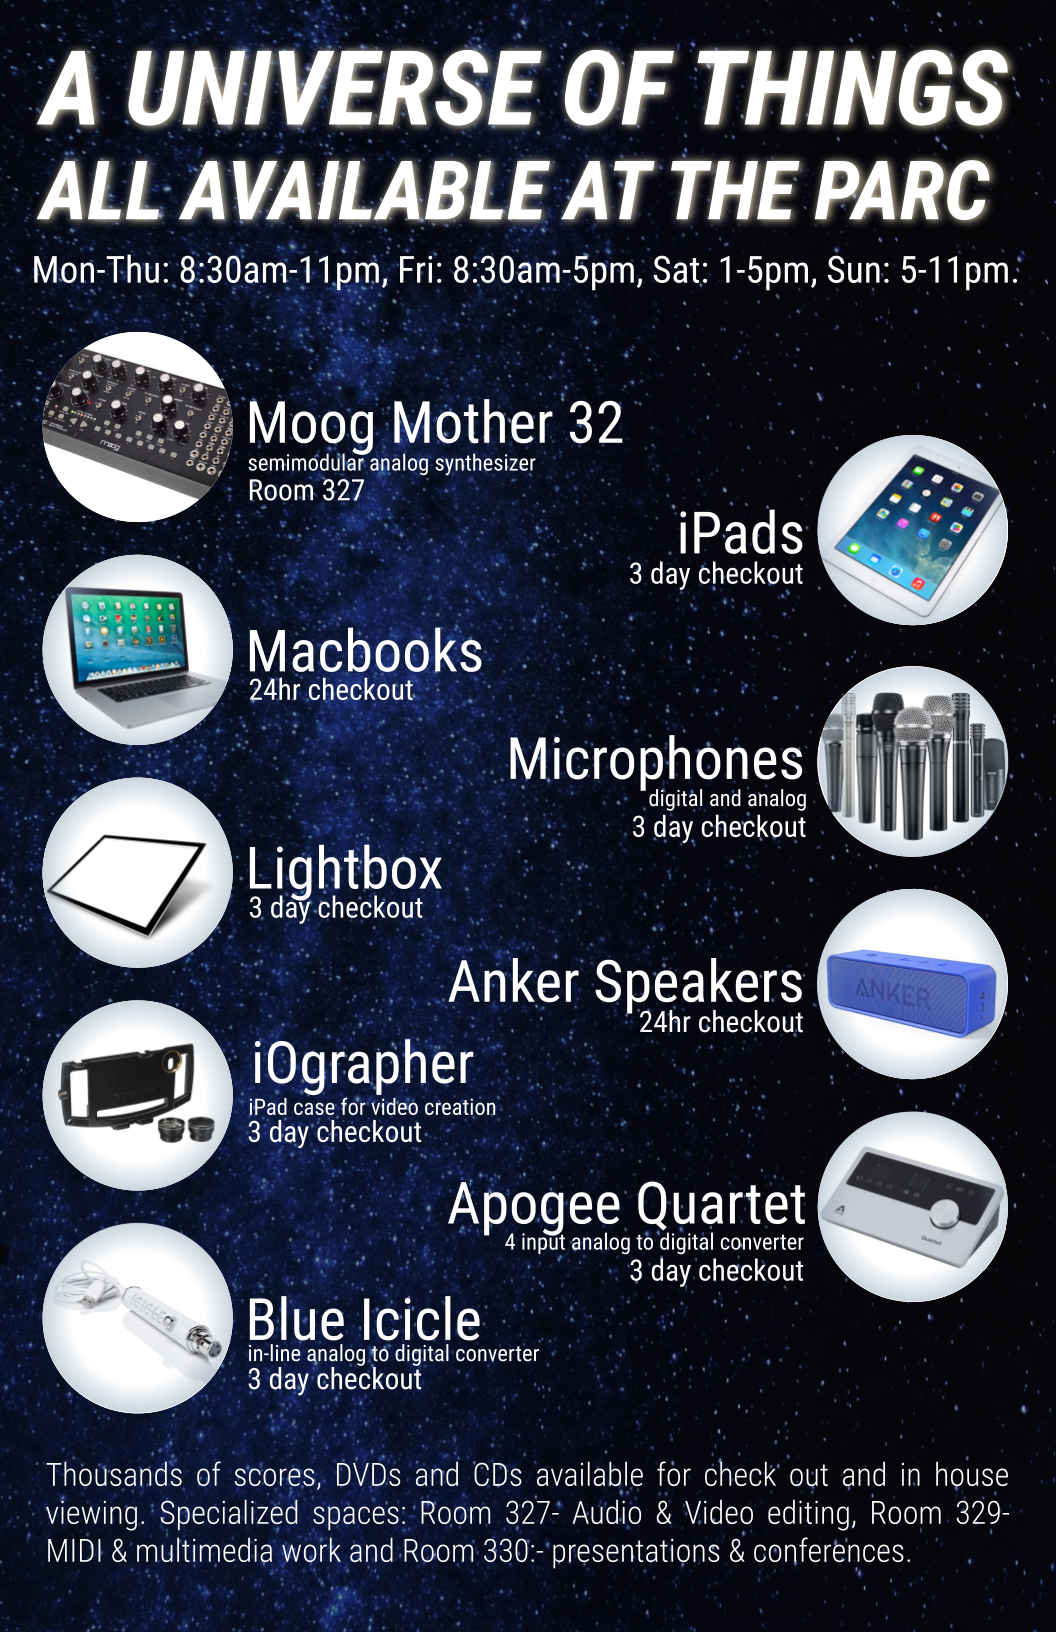 A UNIVERSE OF THINGS
ALL AVAILABLE AT THE PARC
Mon-Thu: 8:30am-11pm, Fri: 8:30am-5pm, Sat: 1-5pm, Sun: 5-11pm.
moog
Moog Mother 32
semimodular analog synthesizer
Room 327
iPads
3 day checkout
Macbooks
24hr checkout
Microphones
digital and analog
3 day checkout
Lightbox
3 day checkout
Anker Speakers
24hr checkout
ANKER
iOgrapher
iPad case for video creation
3 day checkout
Apogee Quartet
4 input analog to digital converter
3 day checkout
Quartet
Blue Icicle
in-line analog to digital converter
3 day checkout
Thousands of scores, DVDs and CDs available for check out and in house
viewing. Specialized spaces: Room 327- Audio & Video editing, Room 329-
MIDI & multimedia work and Room 330:- presentations & conferences.